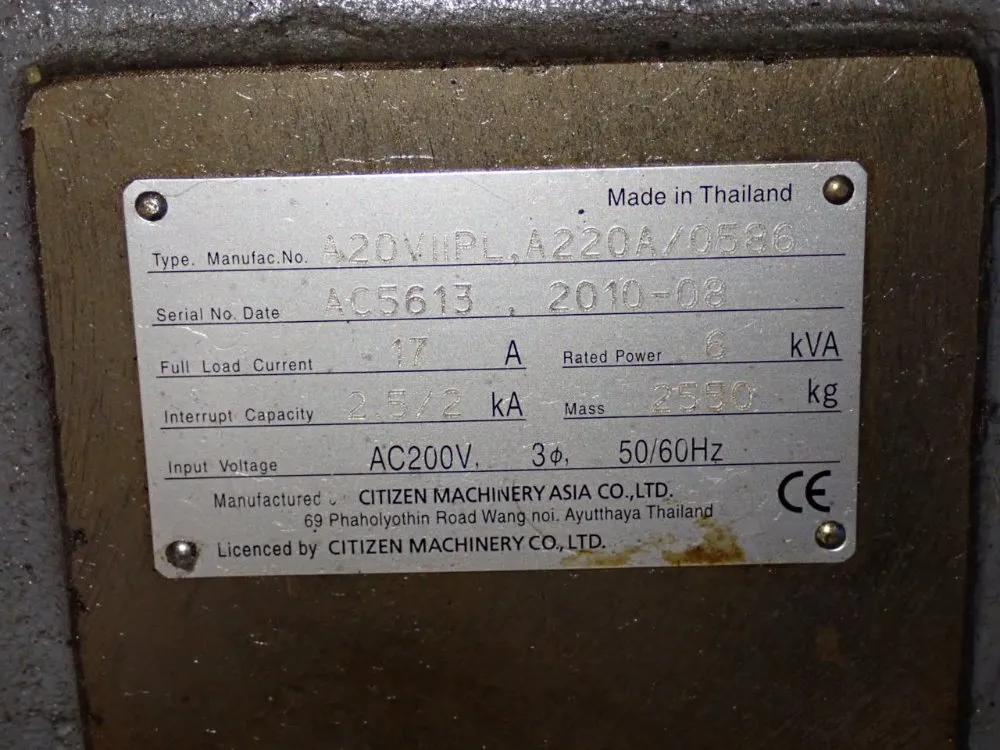 Made in Thailand
Type. Manufac.No. A20VIIPL, A220A/0586
Serial No. Date AC5613 , 2010-08
Full Load Current 17 A Rated Power 6 kVA
Interrupt Capacity 2.5/2 kA Mass 2550 kg
Input Voltage AC200V, 3ϕ, 50/60Hz
Manufactured CITIZEN MACHINERY ASIA CO.,LTD.
69 Phaholyothin Road Wang noi. Ayutthaya Thailand
CE
Licenced by CITIZEN MACHINERY CO., LTD.